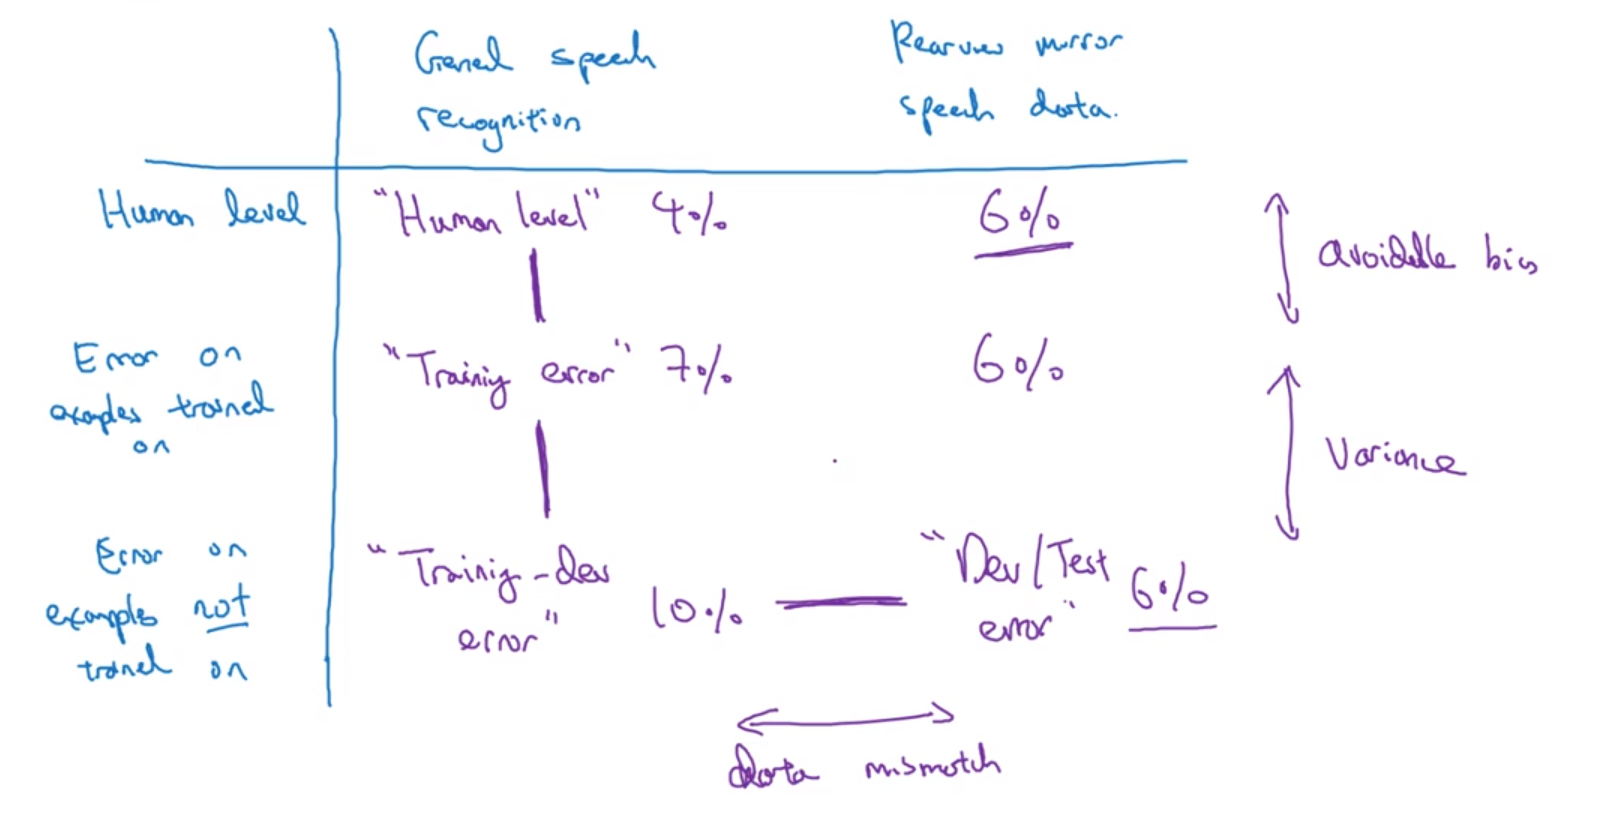 General speech
recognition
Rearview mirror
speech data.
Human level
"Human level" 4%
6%
avoidable bias
Error on
examples trained
on
"Training error" 7%
6%
Variance
Error on
examples not
trained on
"Training-dev
error"
10%
"Dev/Test
error"
6%
data mismatch